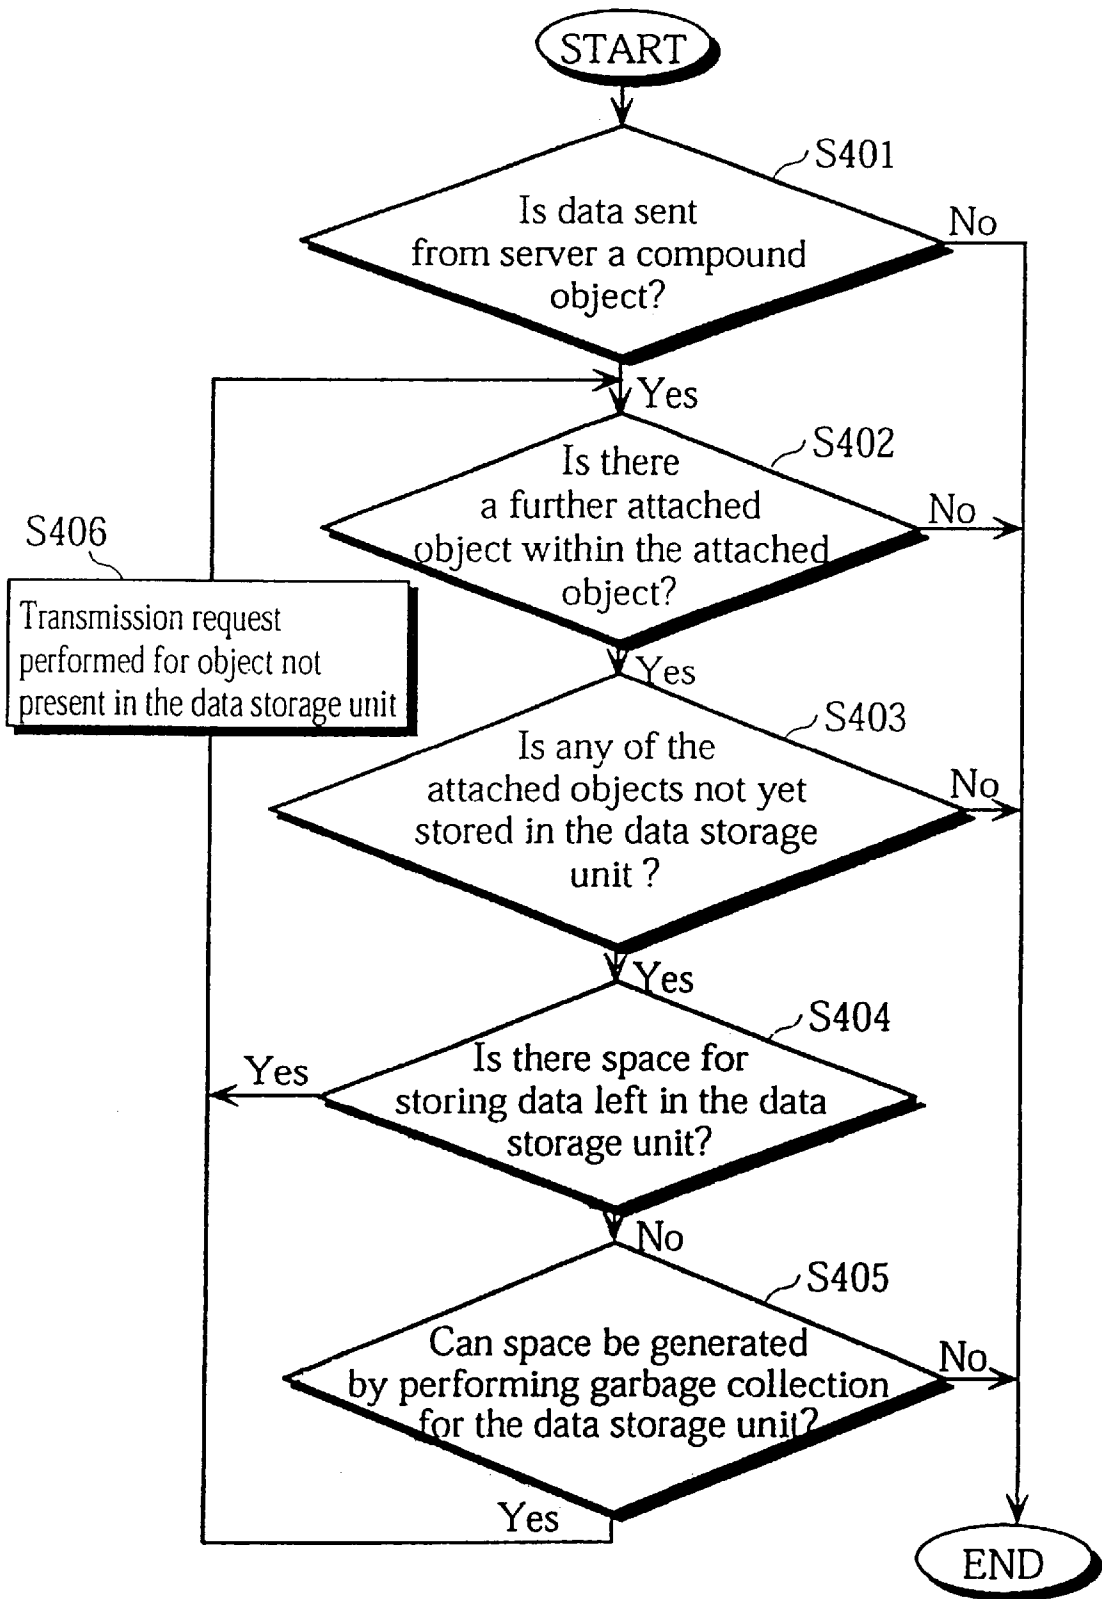 START
S401
Is data sent
from server a compound
object?
No
Yes
S402
Is there
a further attached
object within the attached
object?
No
S406
Transmission request
performed for object not
present in the data storage unit
Yes
S403
Is any of the
attached objects not yet
stored in the data storage
unit ?
No
Yes
S404
Is there space for
storing data left in the data
storage unit?
Yes
No
S405
Can space be generated
by performing garbage collection
for the data storage unit?
No
Yes
END